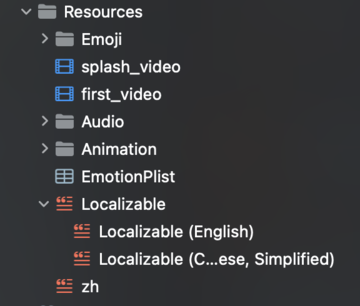 Resources
Emoji
splash_video
first_video
Audio
Animation
EmotionPlist
Localizable
Localizable (English)
Localizable (C...ese, Simplified)
zh